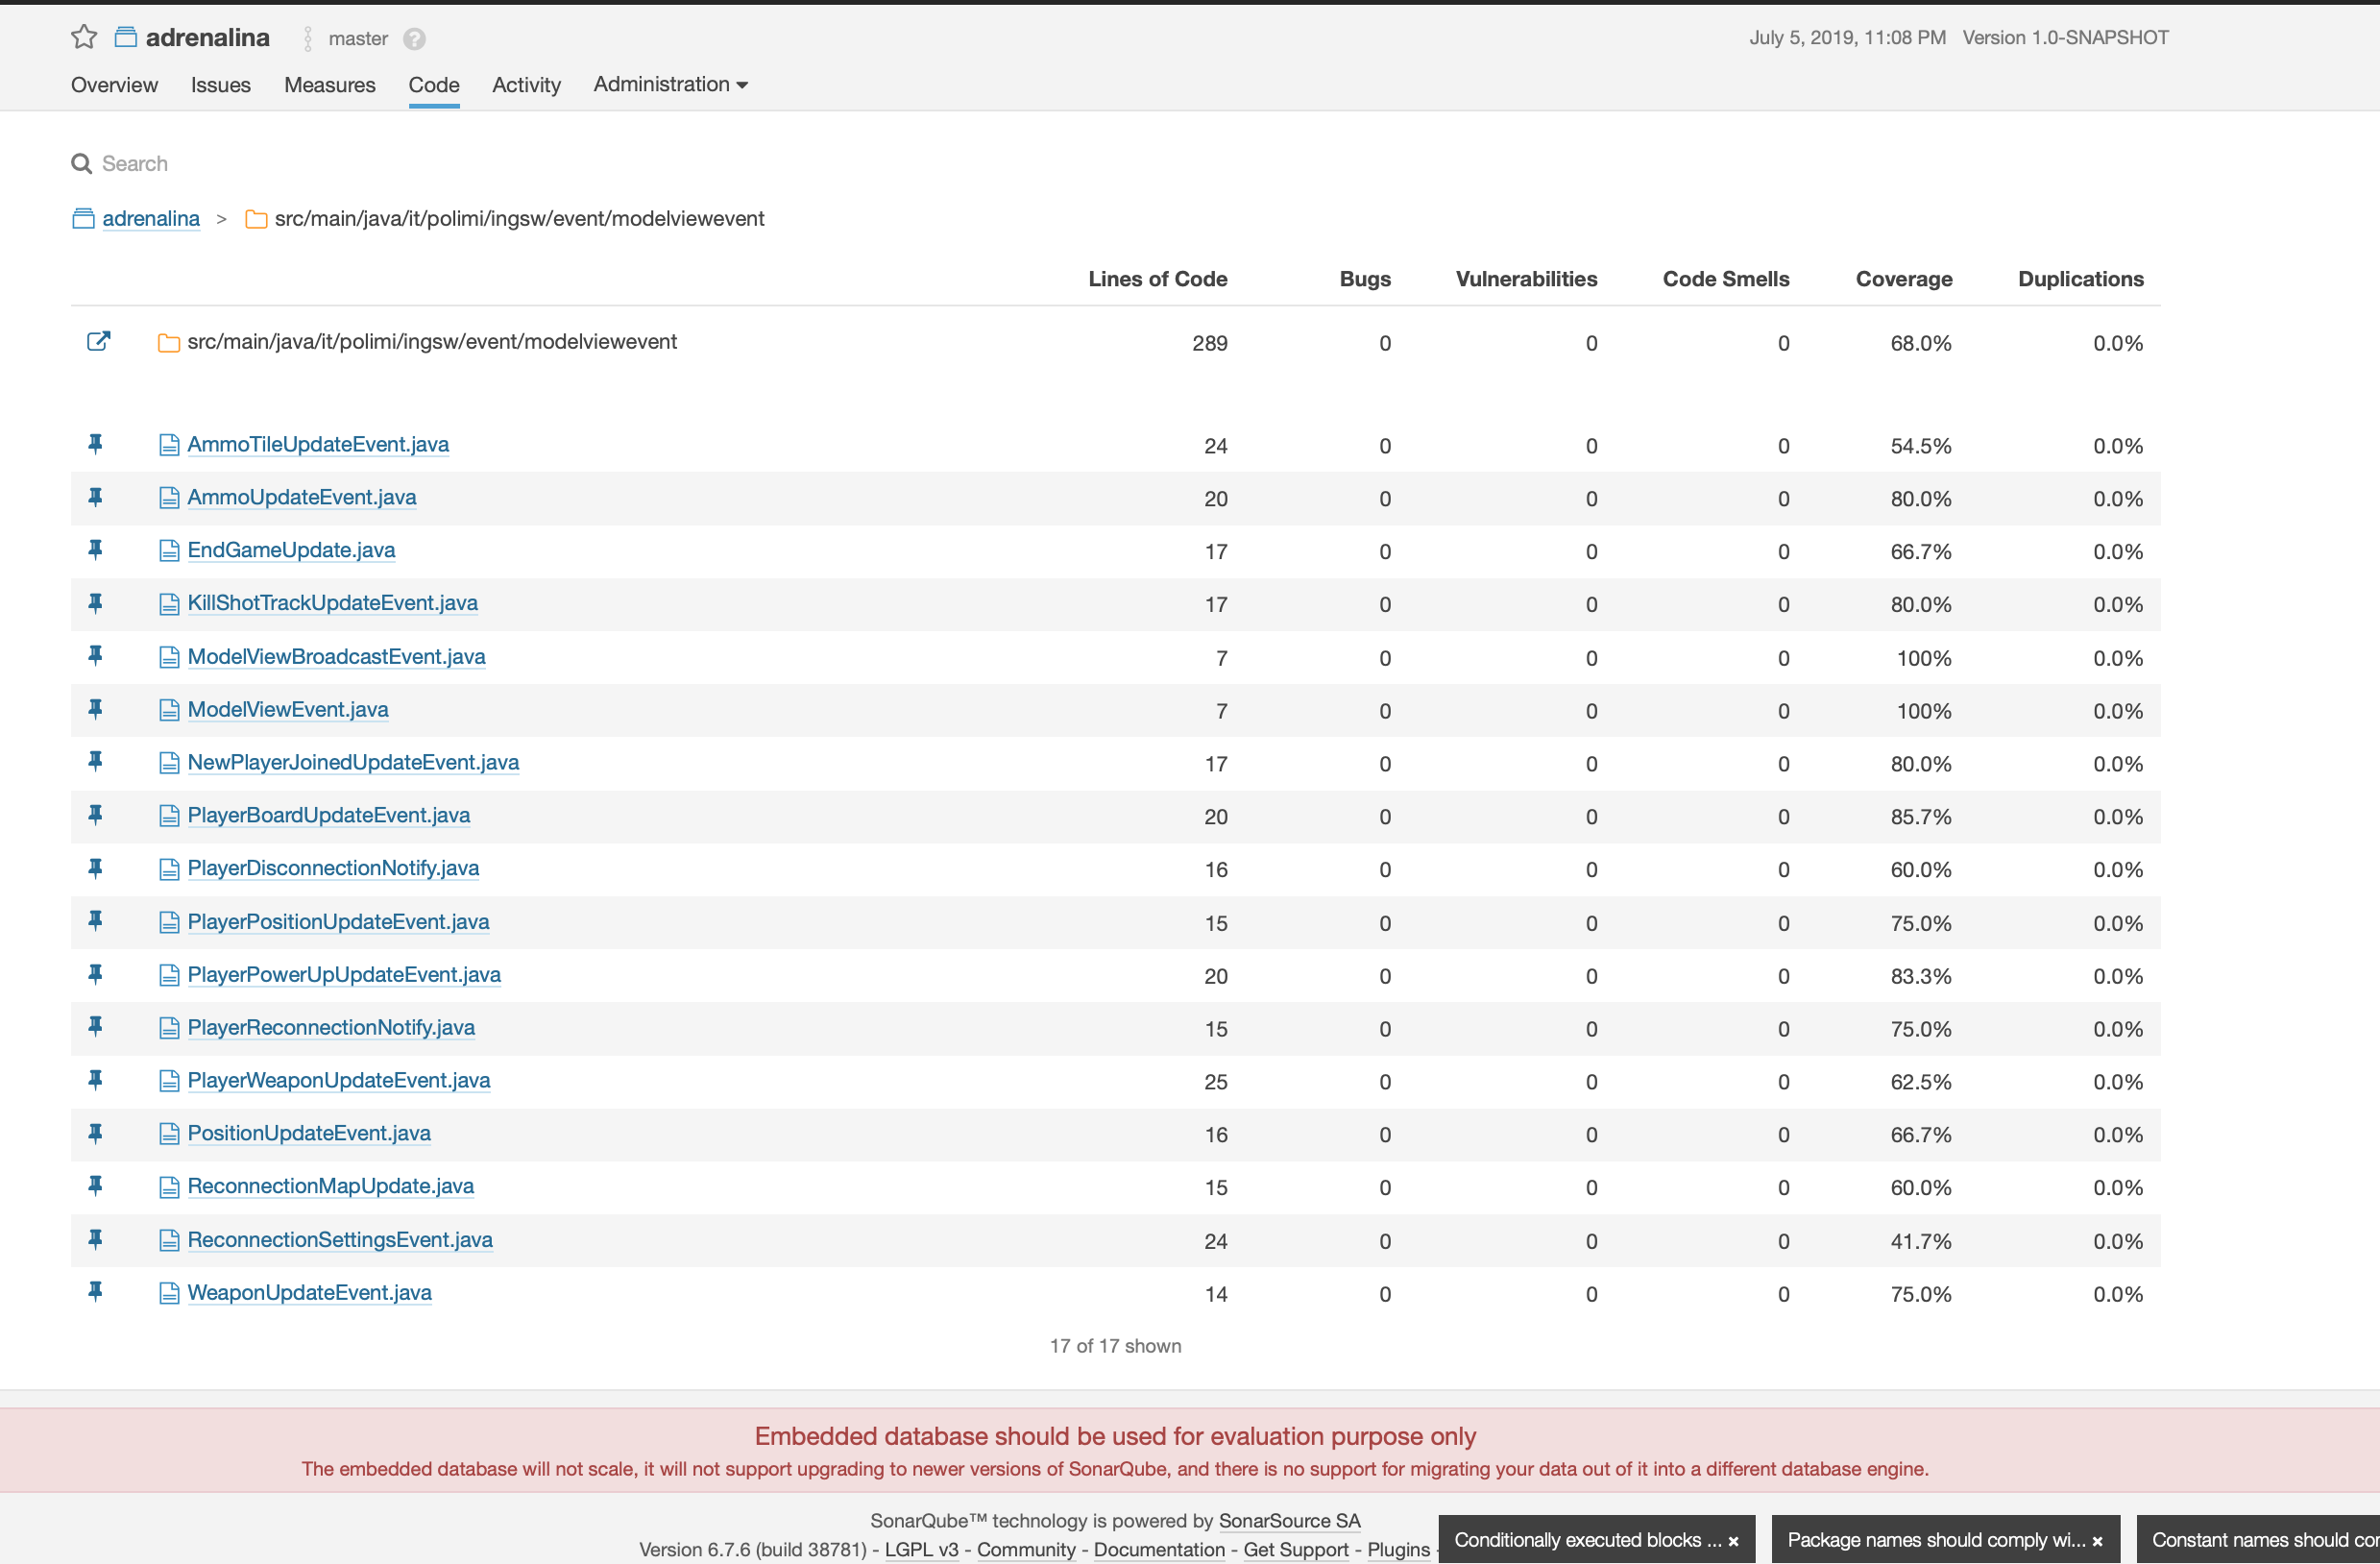 adrenalina master ? July 5, 2019, 11:08 PM Version 1.0-SNAPSHOT
Overview Issues Measures Code Activity Administration
Search
adrenalina > src/main/java/it/polimi/ingsw/event/modelviewevent
Lines of Code Bugs Vulnerabilities Code Smells Coverage Duplications
src/main/java/it/polimi/ingsw/event/modelviewevent 289 0 0 0 68.0% 0.0%
AmmoTileUpdateEvent.java 24 0 0 0 54.5% 0.0%
AmmoUpdateEvent.java 20 0 0 0 80.0% 0.0%
EndGameUpdate.java 17 0 0 0 66.7% 0.0%
KillShotTrackUpdateEvent.java 17 0 0 0 80.0% 0.0%
ModelViewBroadcastEvent.java 7 0 0 0 100% 0.0%
ModelViewEvent.java 7 0 0 0 100% 0.0%
NewPlayerJoinedUpdateEvent.java 17 0 0 0 80.0% 0.0%
PlayerBoardUpdateEvent.java 20 0 0 0 85.7% 0.0%
PlayerDisconnectionNotify.java 16 0 0 0 60.0% 0.0%
PlayerPositionUpdateEvent.java 15 0 0 0 75.0% 0.0%
PlayerPowerUpUpdateEvent.java 20 0 0 0 83.3% 0.0%
PlayerReconnectionNotify.java 15 0 0 0 75.0% 0.0%
PlayerWeaponUpdateEvent.java 25 0 0 0 62.5% 0.0%
PositionUpdateEvent.java 16 0 0 0 66.7% 0.0%
ReconnectionMapUpdate.java 15 0 0 0 60.0% 0.0%
ReconnectionSettingsEvent.java 24 0 0 0 41.7% 0.0%
WeaponUpdateEvent.java 14 0 0 0 75.0% 0.0%
17 of 17 shown
Embedded database should be used for evaluation purpose only
The embedded database will not scale, it will not support upgrading to newer versions of SonarQube, and there is no support for migrating your data out of it into a different database engine.
SonarQube™ technology is powered by SonarSource SA
Version 6.7.6 (build 38781) - LGPL v3 - Community - Documentation - Get Support - Plugins -
Conditionally executed blocks ... × Package names should comply wi... × Constant names should